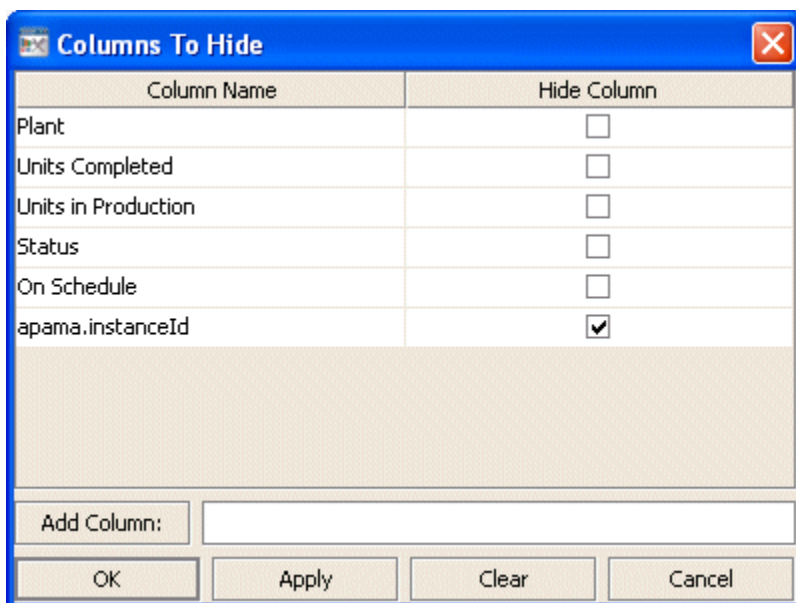 Columns To Hide
Column Name Hide Column
Plant
Units Completed
Units in Production
Status
On Schedule
apama.instanceId
Add Column:
OK Apply Clear Cancel